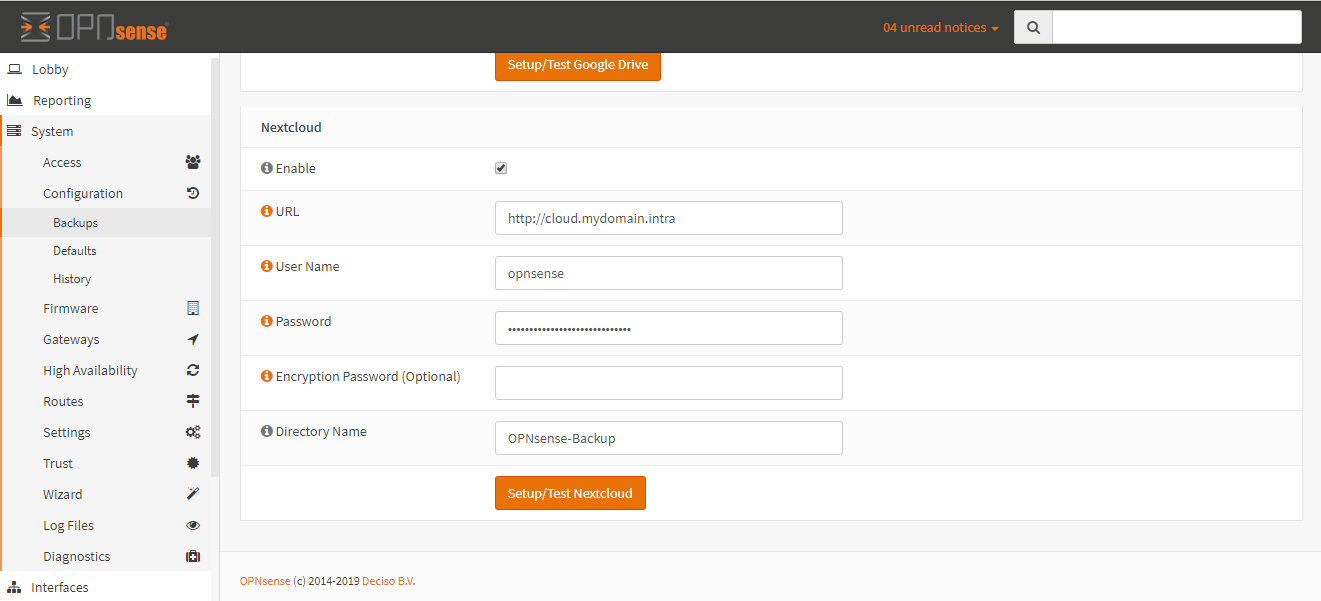 OPNsense
04 unread notices
Lobby
Reporting
System
Access
Configuration
Backups
Defaults
History
Firmware
Gateways
High Availability
Routes
Settings
Trust
Wizard
Log Files
Diagnostics
Interfaces
Setup/Test Google Drive
Nextcloud
Enable
URL
http://cloud.mydomain.intra
User Name
opnsense
Password
••••••••••••••••••••••••••••••
Encryption Password (Optional)
Directory Name
OPNsense-Backup
Setup/Test Nextcloud
OPNsense (c) 2014-2019 Deciso B.V.